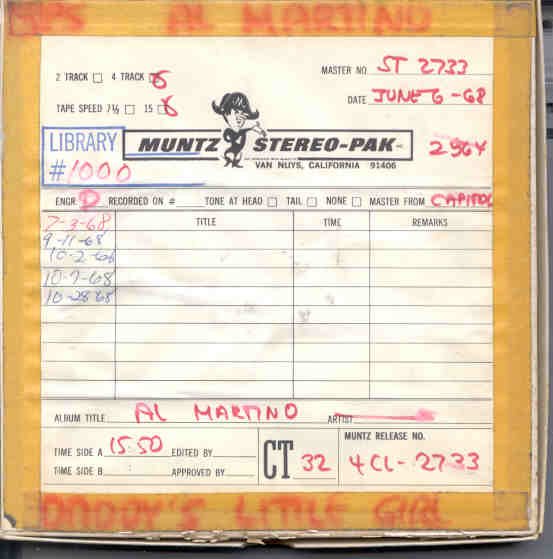 IPS AL MARTINO
2 TRACK □ 4 TRACK □
MASTER NO ST 2733
TAPE SPEED 7½ □ 15 □
DATE JUNE 6 - 68
LIBRARY
#1000
MUNTZ STEREO-PAK INC.
VAN NUYS, CALIFORNIA 91406
2964
ENGR. D RECORDED ON # TONE AT HEAD □ TAIL □ NONE □ MASTER FROM CAPITOL
TITLE TIME REMARKS
7-3-68
9-11-68
10-2-68
10-7-68
10-28-68
ALBUM TITLE AL MARTINO ARTIST
TIME SIDE A 15:50 EDITED BY
TIME SIDE B APPROVED BY
CT 32
MUNTZ RELEASE NO.
4CL-2733
DADDY'S LITTLE GIRL